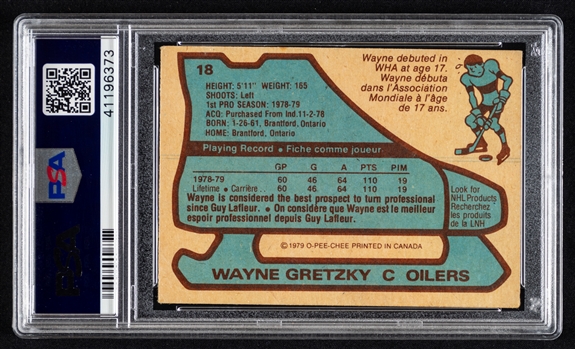 41196373
PSA
PSA
18
HEIGHT: 5'11" WEIGHT: 165
SHOOTS: Left
1st PRO SEASON: 1978-79
ACQ: Purchased From Ind. 11-2-78
BORN: 1-26-61, Brantford, Ontario
HOME: Brantford, Ontario
Wayne debuted in
WHA at age 17.
Wayne débuta
dans l'Association
Mondiale à l'âge
de 17 ans.
Playing Record • Fiche comme joueur
GP G A PTS PIM
1978-79 60 46 64 110 19
Lifetime • Carrière.. 60 46 64 110 19
Wayne is considered the best prospect to turn professional
since Guy Lafleur. • On considère que Wayne est le meilleur
espoir professionnel depuis Guy Lafleur.
Look for
NHL Products
Recherchez
les produits
de la LNH
©1979 O-PEE-CHEE PRINTED IN CANADA
WAYNE GRETZKY C OILERS